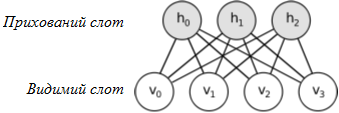 Прихований слот h0 h1 h2
Видимий слот v0 v1 v2 v3